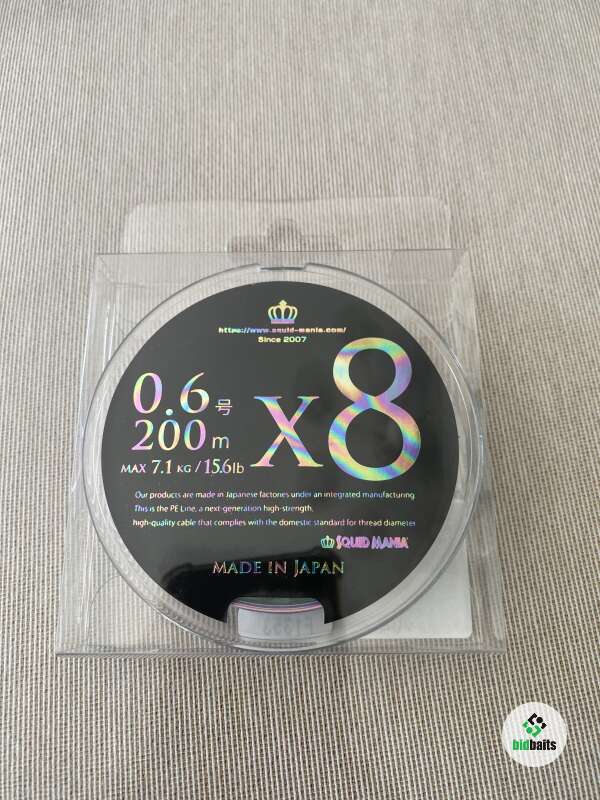 https://www.squid-mania.com/
Since 2007
0.6号
200m
MAX 7.1 KG / 15.6lb
X8
Our products are made in Japanese factories under an integrated manufacturing
This is the PE Line, a next-generation high-strength,
high-quality cable that complies with the domestic standard for thread diameter
SQUID MANIA
MADE IN JAPAN
bidbaits